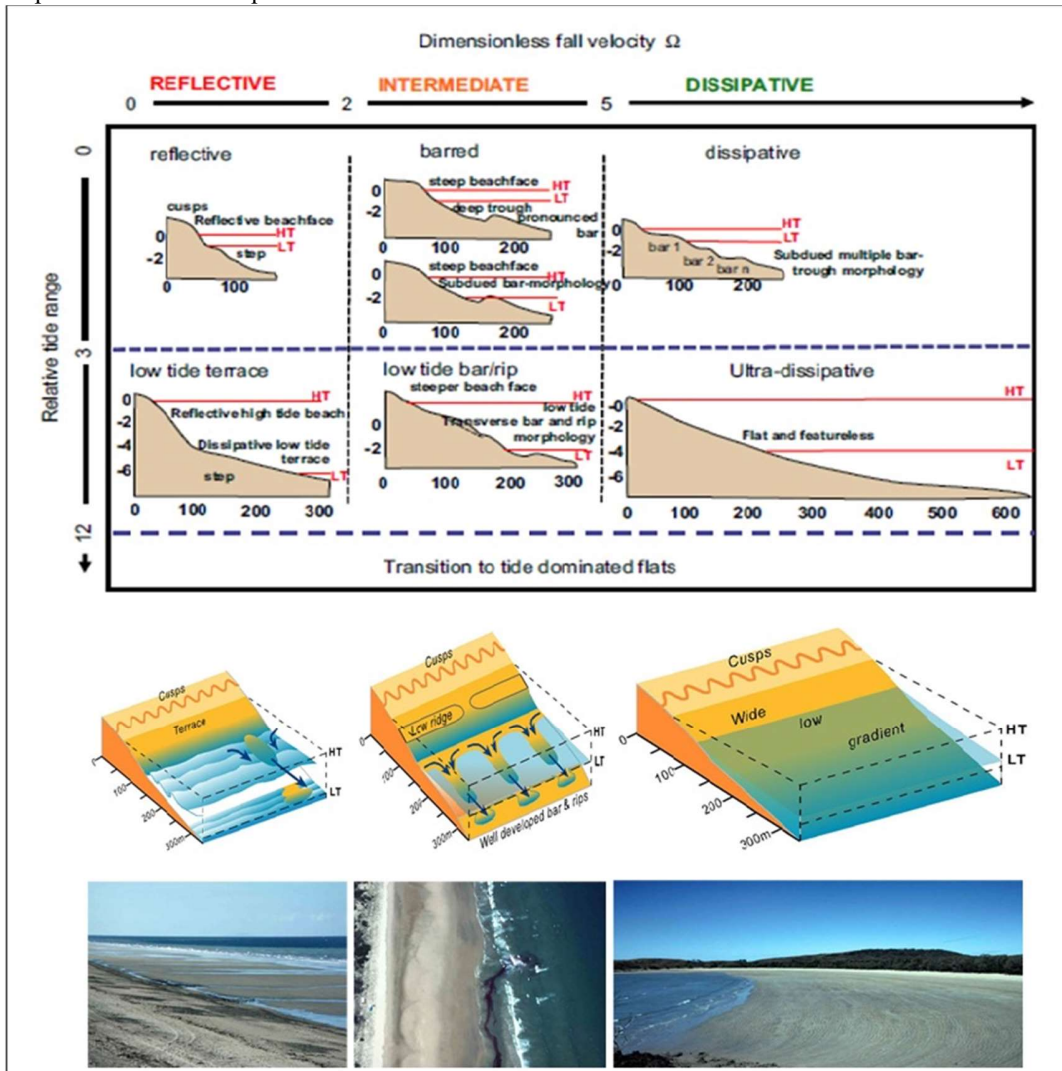 Dimensionless fall velocity Ω
REFLECTIVE INTERMEDIATE DISSIPATIVE
0 2 5
Relative tide range
0
3
12
reflective
cusps
Reflective beachface
HT
LT
step
0
-2
0 100
barred
steep beachface
HT
LT
deep trough
pronounced
bar
0
-2
0 100 200
steep beachface
HT
Subdued bar-morphology
LT
0
-2
0 100 200
dissipative
HT
LT
bar 1
bar 2
bar n
Subdued multiple bar-
trough morphology
0
-2
0 100 200
low tide terrace
HT
Reflective high tide beach
Dissipative low tide
terrace
LT
step
0
-2
-4
-6
0 100 200 300
low tide bar/rip
steeper beach face
HT
low tide
Transverse bar and rip
morphology
LT
0
-2
0 100 200 300
Ultra-dissipative
HT
Flat and featureless
LT
-0
-2
-4
-6
0 100 200 300 400 500 600
Transition to tide dominated flats
Cusps
Terrace
HT
LT
0
100
200
300m
Cusps
Low ridge
HT
LT
0
100
200
300m
Well developed bar & rips
Cusps
Wide low gradient
HT
LT
0
100
200
300m